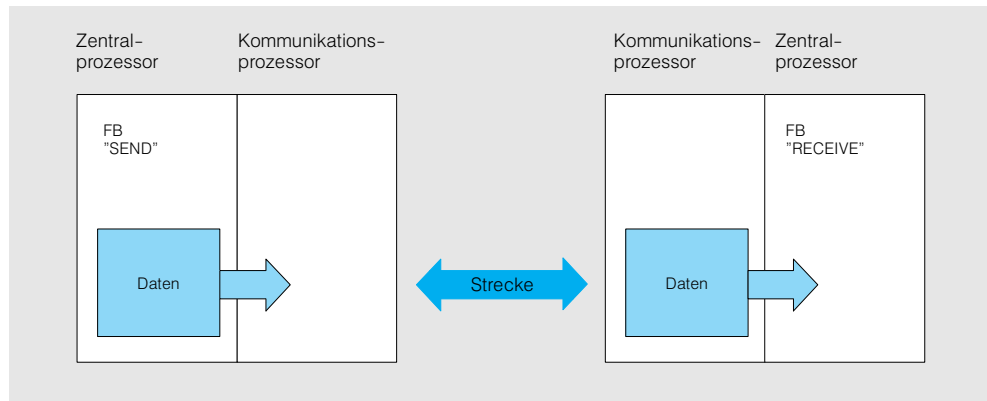 Zentral-
prozessor
Kommunikations-
prozessor
Kommunikations-
prozessor
Zentral-
prozessor
FB
"SEND"
FB
"RECEIVE"
Daten
Strecke
Daten